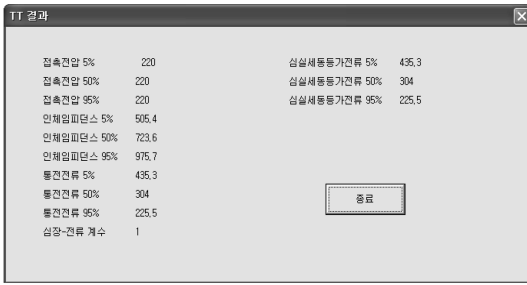 TT 결과
접촉전압 5% 220
접촉전압 50% 220
접촉전압 95% 220
인체임피던스 5% 505,4
인체임피던스 50% 723,6
인체임피던스 95% 975,7
통전전류 5% 435,3
통전전류 50% 304
통전전류 95% 225,5
심장-전류 계수 1
심실세동등가전류 5% 435,3
심실세동등가전류 50% 304
심실세동등가전류 95% 225,5
종료